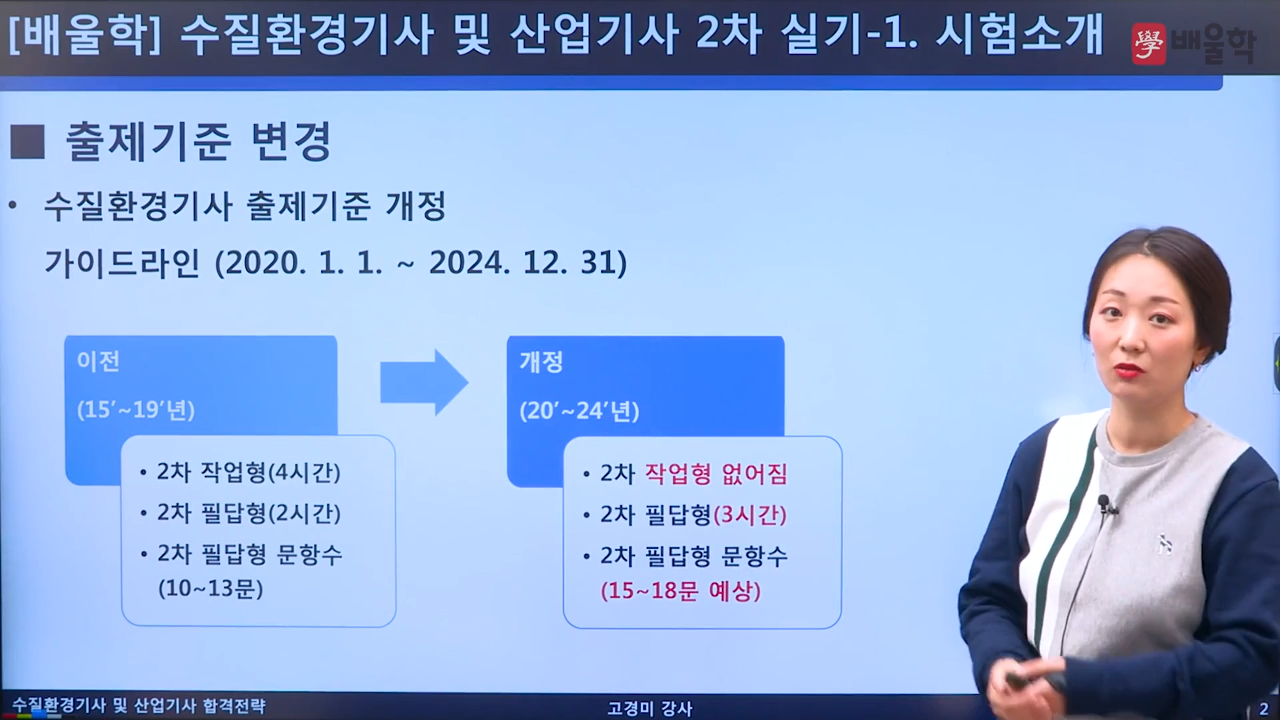 [배울학] 수질환경기사 및 산업기사 2차 실기-1. 시험소개
學 배울학
■ 출제기준 변경
• 수질환경기사 출제기준 개정
가이드라인 (2020. 1. 1. ~ 2024. 12. 31)
이전
(15′~19′년)
• 2차 작업형(4시간)
• 2차 필답형(2시간)
• 2차 필답형 문항수
(10~13문)
개정
(20′~24′년)
• 2차 작업형 없어짐
• 2차 필답형(3시간)
• 2차 필답형 문항수
(15~18문 예상)
수질환경기사 및 산업기사 합격전략
고경미 강사
2